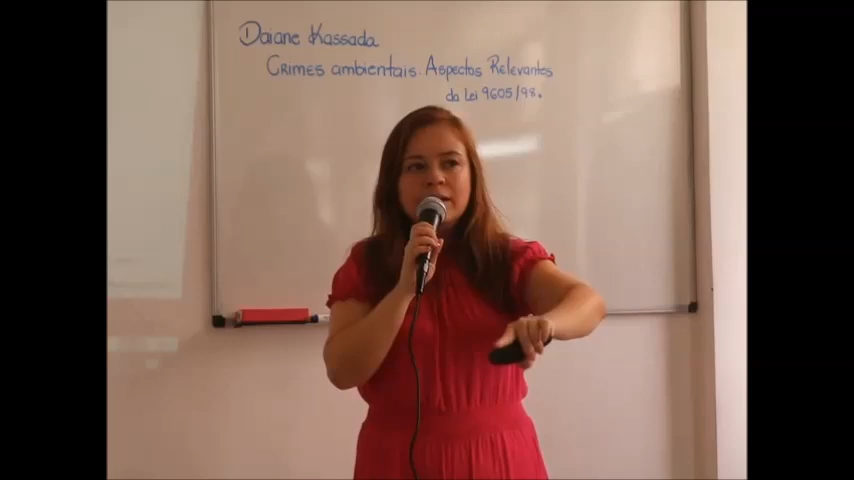 Daiane Kassada
Crimes ambientais. Aspectos Relevantes
da Lei 9605/98.